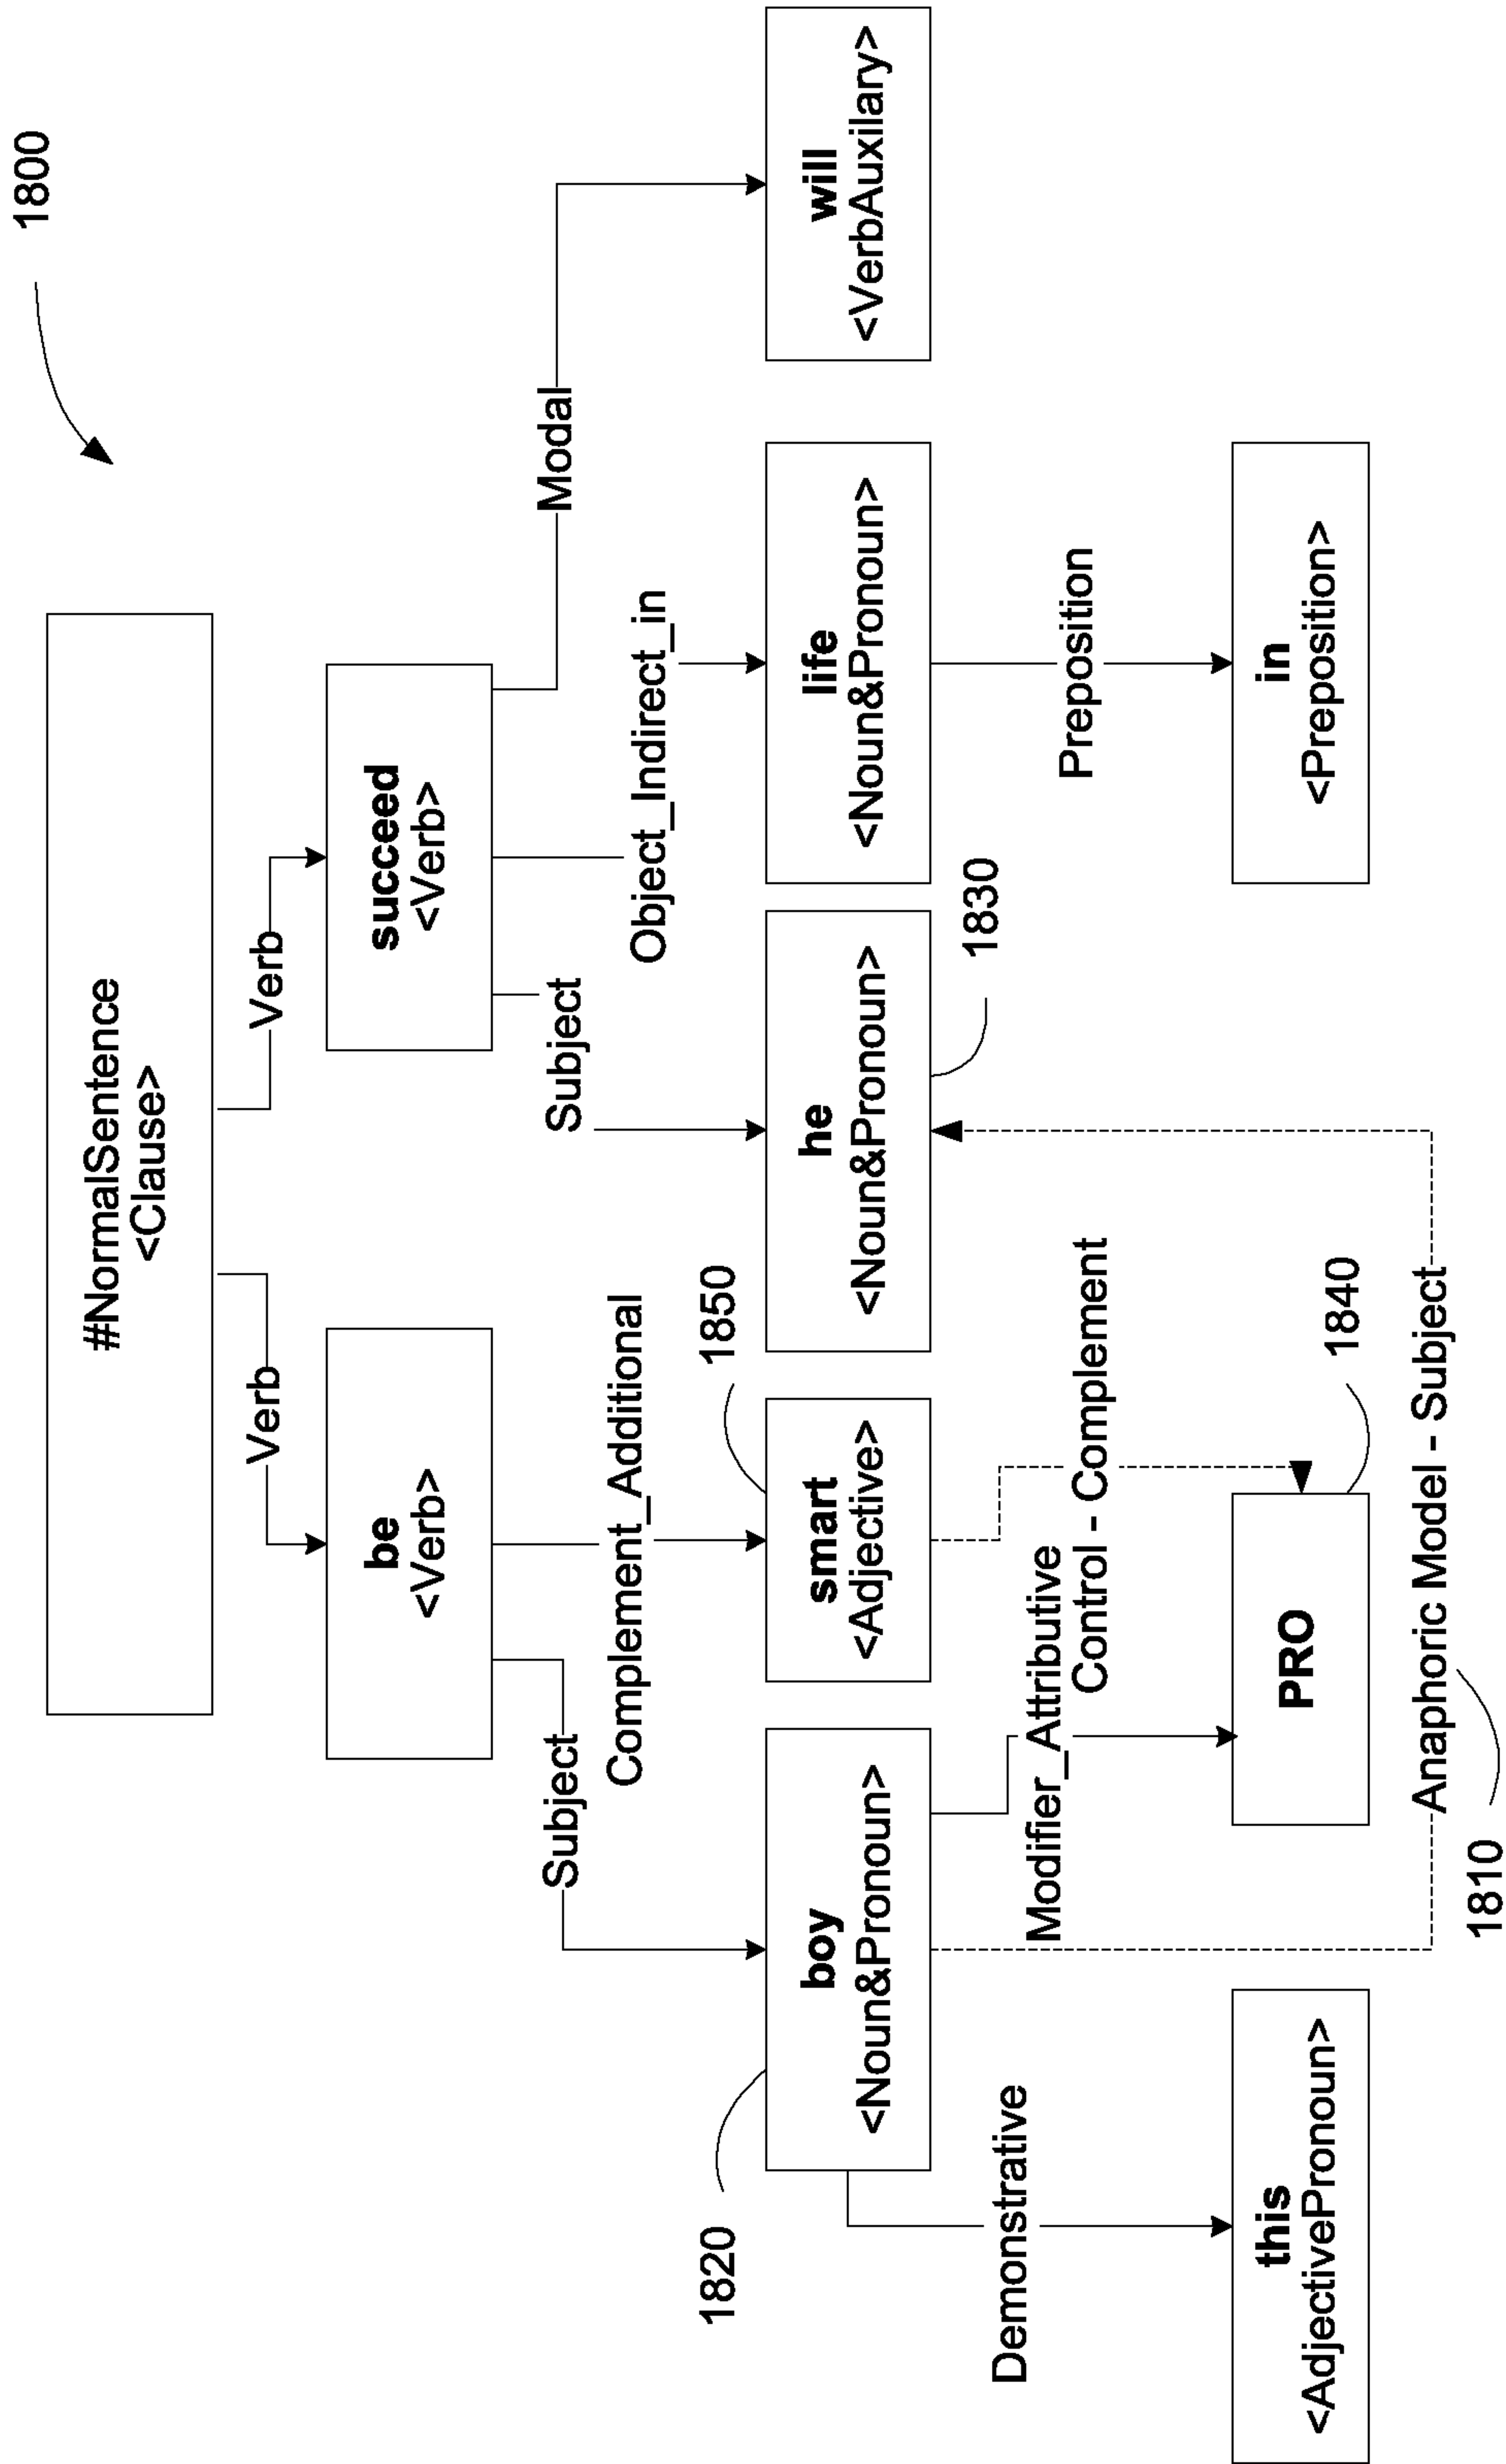 1800
#NormalSentence
<Clause>
Verb
Verb
be
<Verb>
succeed
<Verb>
Subject
Complement_Additional
Subject
Object_Indirect_in
Modal
1820
1850
boy
<Noun&Pronoun>
smart
<Adjective>
he
<Noun&Pronoun>
life
<Noun&Pronoun>
will
<VerbAuxilary>
1830
Demonstrative
Modifier_Attributive
Control - Complement
Preposition
this
<AdjectivePronoun>
PRO
in
<Preposition>
1840
Anaphoric Model - Subject
1810